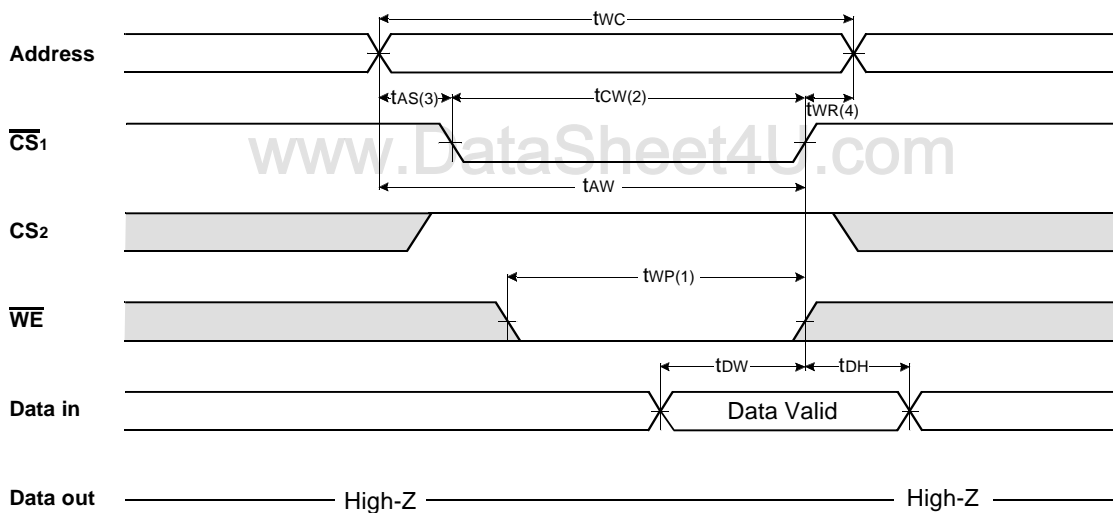 tWC
Address
tAS(3) tCW(2) tWR(4)
CS1
www.DataSheet4U.com
tAW
CS2
tWP(1)
WE
tDW tDH
Data in Data Valid
Data out High-Z High-Z